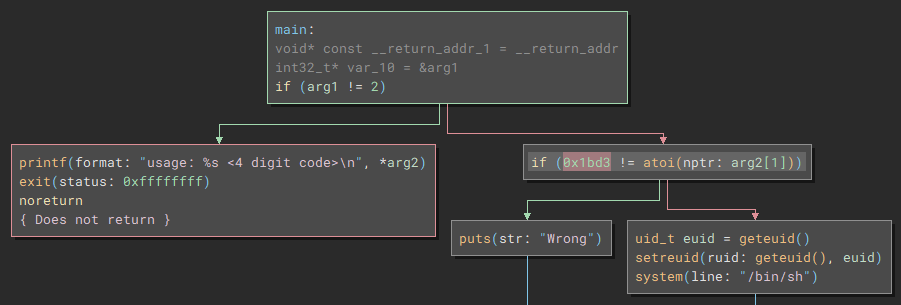 main:
void* const __return_addr_1 = __return_addr
int32_t* var_10 = &arg1
if (arg1 != 2)
printf(format: "usage: %s <4 digit code>\n", *arg2)
exit(status: 0xffffffff)
noreturn
{ Does not return }
if (0x1bd3 != atoi(nptr: arg2[1]))
puts(str: "Wrong")
uid_t euid = geteuid()
setreuid(ruid: geteuid(), euid)
system(line: "/bin/sh")